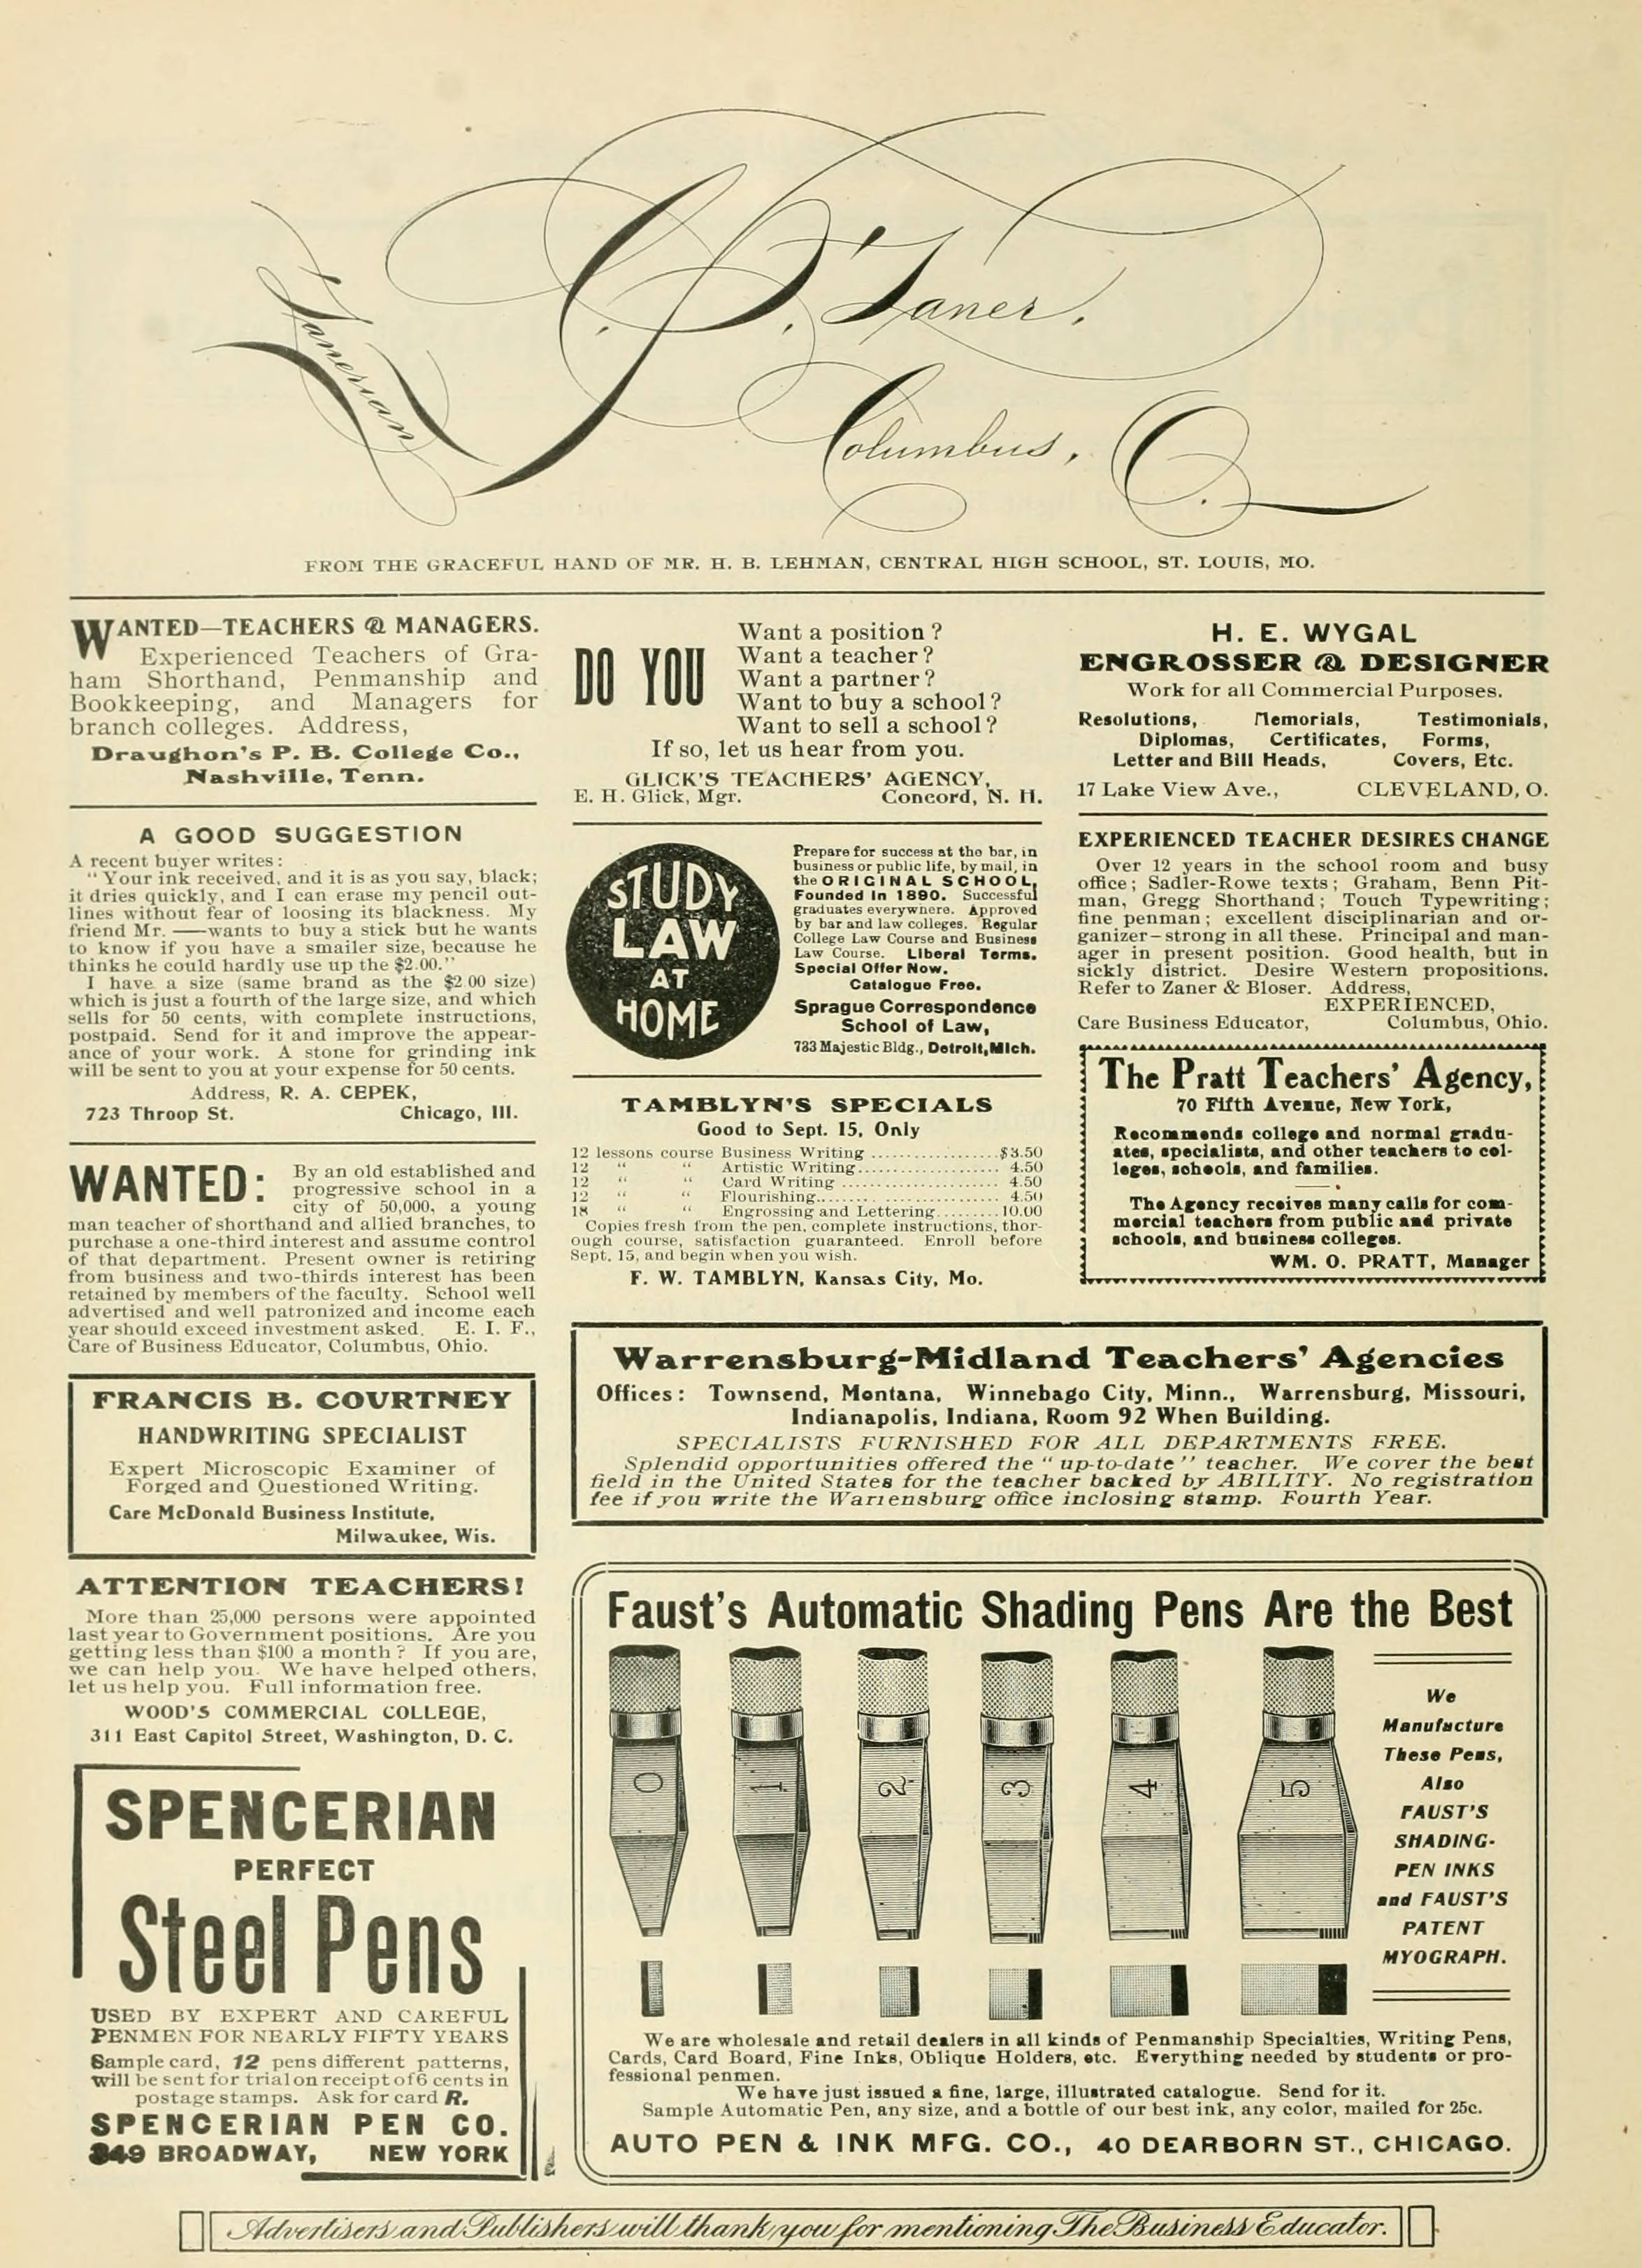 C. P. Zaner,
Zanerian
Columbus, O.
FROM THE GRACEFUL HAND OF MR. H. B. LEHMAN, CENTRAL HIGH SCHOOL, ST. LOUIS, MO.
WANTED—TEACHERS & MANAGERS.
Experienced Teachers of Gra-
ham Shorthand, Penmanship and
Bookkeeping, and Managers for
branch colleges. Address,
Draughon's P. B. College Co.,
Nashville, Tenn.
A GOOD SUGGESTION
A recent buyer writes:
"Your ink received, and it is as you say, black;
it dries quickly, and I can erase my pencil out-
lines without fear of loosing its blackness. My
friend Mr. —— wants to buy a stick but he wants
to know if you have a smailer size, because he
thinks he could hardly use up the $2.00."
I have a size (same brand as the $2 00 size)
which is just a fourth of the large size, and which
sells for 50 cents, with complete instructions,
postpaid. Send for it and improve the appear-
ance of your work. A stone for grinding ink
will be sent to you at your expense for 50 cents.
Address, R. A. CEPEK,
723 Throop St. Chicago, Ill.
WANTED: By an old established and
progressive school in a
city of 50,000, a young
man teacher of shorthand and allied branches, to
purchase a one-third interest and assume control
of that department. Present owner is retiring
from business and two-thirds interest has been
retained by members of the faculty. School well
advertised and well patronized and income each
year should exceed investment asked. E. I. F.,
Care of Business Educator, Columbus, Ohio.
FRANCIS B. COURTNEY
HANDWRITING SPECIALIST
Expert Microscopic Examiner of
Forged and Questioned Writing.
Care McDonald Business Institute,
Milwaukee, Wis.
ATTENTION TEACHERS!
More than 25,000 persons were appointed
last year to Government positions. Are you
getting less than $100 a month? If you are,
we can help you. We have helped others,
let us help you. Full information free.
WOOD'S COMMERCIAL COLLEGE,
311 East Capitol Street, Washington, D. C.
SPENCERIAN
PERFECT
Steel Pens
USED BY EXPERT AND CAREFUL
PENMEN FOR NEARLY FIFTY YEARS
Sample card, 12 pens different patterns,
will be sent for trial on receipt of 6 cents in
postage stamps. Ask for card R.
SPENCERIAN PEN CO.
349 BROADWAY, NEW YORK
DO YOU
Want a position?
Want a teacher?
Want a partner?
Want to buy a school?
Want to sell a school?
If so, let us hear from you.
GLICK'S TEACHERS' AGENCY,
E. H. Glick, Mgr. Concord, N. H.
STUDY
LAW
AT
HOME
Prepare for success at the bar, in
business or public life, by mail, in
the ORIGINAL SCHOOL,
Founded in 1890. Successful
graduates everywhere. Approved
by bar and law colleges. Regular
College Law Course and Business
Law Course. Liberal Terms.
Special Offer Now.
Catalogue Free.
Sprague Correspondence
School of Law,
733 Majestic Bldg., Detroit, Mich.
TAMBLYN'S SPECIALS
Good to Sept. 15, Only
12 lessons course Business Writing ..................$3.50
12 " " Artistic Writing.................... 4.50
12 " " Card Writing ...................... 4.50
12 " " Flourishing.......................... 4.50
18 " " Engrossing and Lettering.........10.00
Copies fresh from the pen, complete instructions, thor-
ough course, satisfaction guaranteed. Enroll before
Sept. 15, and begin when you wish.
F. W. TAMBLYN, Kansas City, Mo.
H. E. WYGAL
ENGROSSER & DESIGNER
Work for all Commercial Purposes.
Resolutions, Memorials, Testimonials,
Diplomas, Certificates, Forms,
Letter and Bill Heads, Covers, Etc.
17 Lake View Ave., CLEVELAND, O.
EXPERIENCED TEACHER DESIRES CHANGE
Over 12 years in the school room and busy
office; Sadler-Rowe texts; Graham, Benn Pit-
man, Gregg Shorthand; Touch Typewriting;
fine penman; excellent disciplinarian and or-
ganizer—strong in all these. Principal and man-
ager in present position. Good health, but in
sickly district. Desire Western propositions.
Refer to Zaner & Bloser. Address,
EXPERIENCED,
Care Business Educator, Columbus, Ohio.
The Pratt Teachers' Agency,
70 Fifth Avenue, New York,
Recommends college and normal gradu-
ates, specialists, and other teachers to col-
leges, schools, and families.
The Agency receives many calls for com-
mercial teachers from public and private
schools, and business colleges.
WM. O. PRATT, Manager
Warrensburg-Midland Teachers' Agencies
Offices: Townsend, Montana, Winnebago City, Minn., Warrensburg, Missouri,
Indianapolis, Indiana, Room 92 When Building.
SPECIALISTS FURNISHED FOR ALL DEPARTMENTS FREE.
Splendid opportunities offered the "up-to-date" teacher. We cover the best
field in the United States for the teacher backed by ABILITY. No registration
fee if you write the Warrensburg office inclosing stamp. Fourth Year.
Faust's Automatic Shading Pens Are the Best
0 1 2 3 4 5
We
Manufacture
These Pens,
Also
FAUST'S
SHADING-
PEN INKS
and FAUST'S
PATENT
MYOGRAPH.
We are wholesale and retail dealers in all kinds of Penmanship Specialties, Writing Pens,
Cards, Card Board, Fine Inks, Oblique Holders, etc. Everything needed by students or pro-
fessional penmen.
We have just issued a fine, large, illustrated catalogue. Send for it.
Sample Automatic Pen, any size, and a bottle of our best ink, any color, mailed for 25c.
AUTO PEN & INK MFG. CO., 40 DEARBORN ST., CHICAGO.
Advertisers and Publishers will thank you for mentioning The Business Educator.